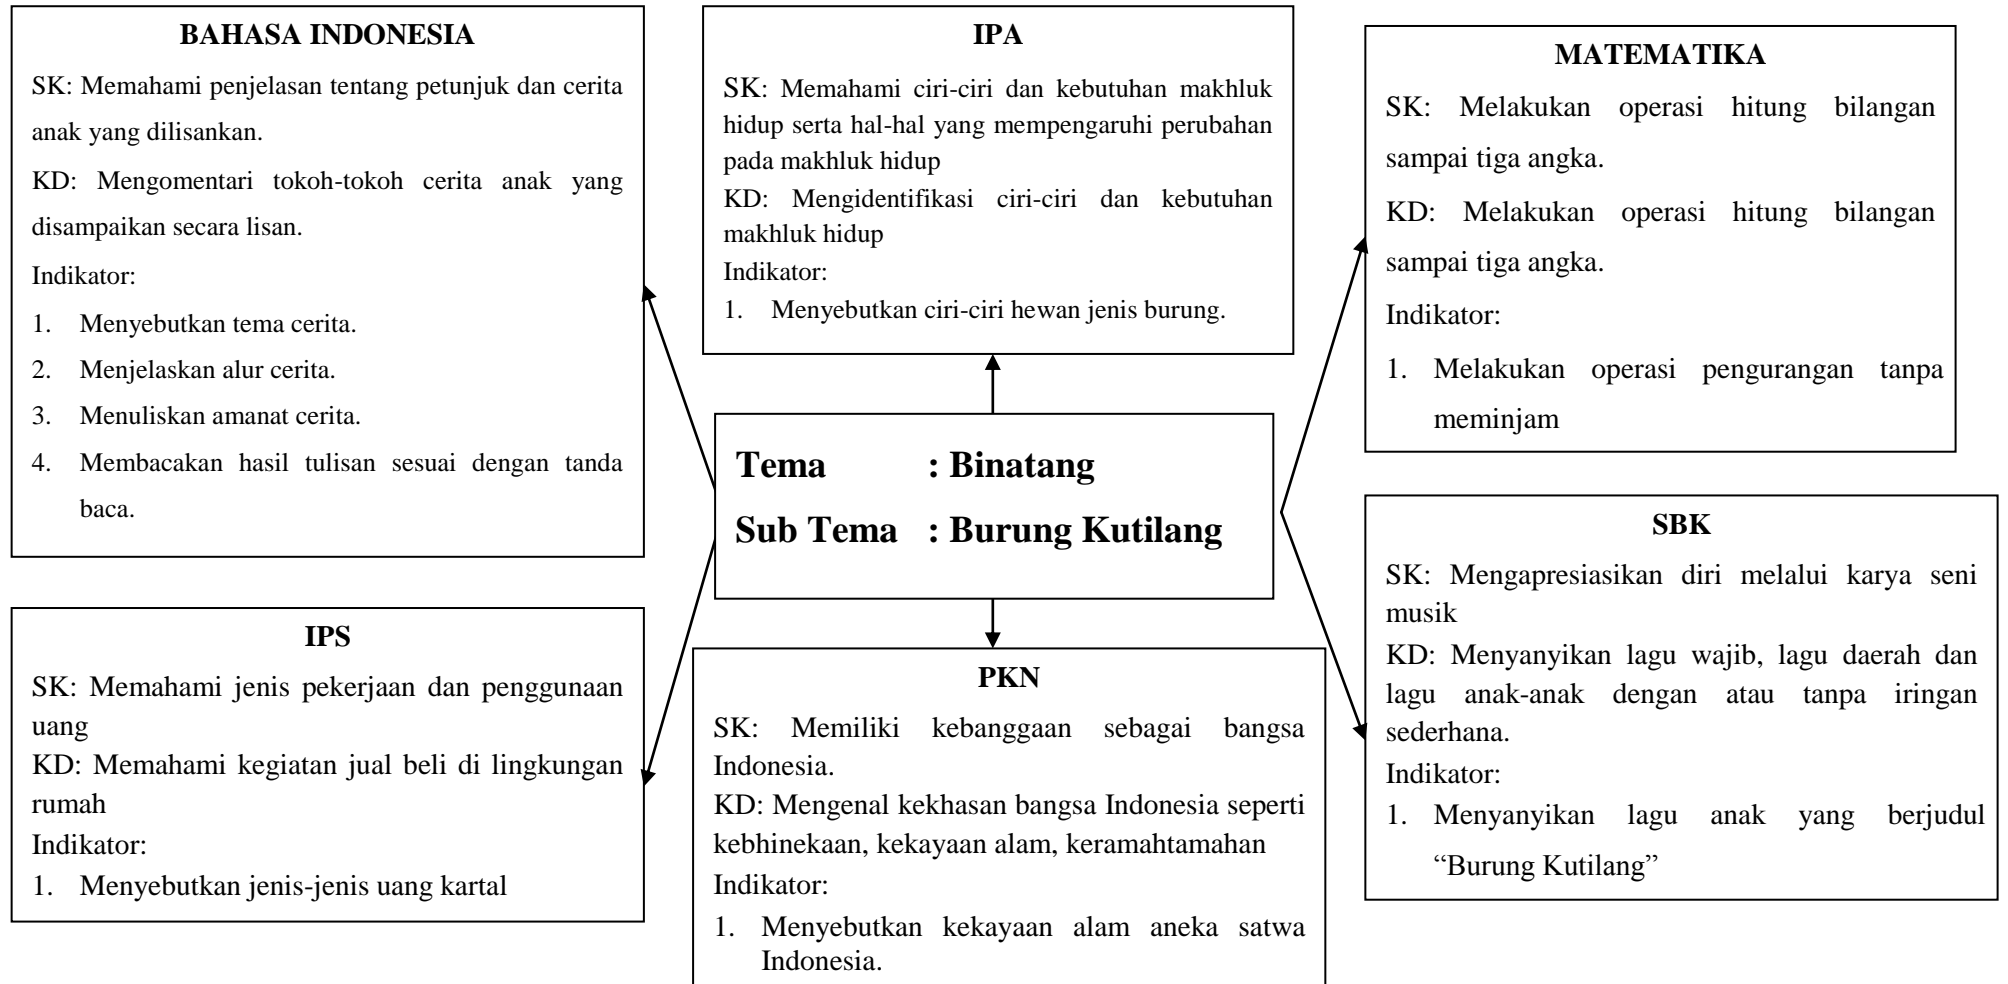 BAHASA INDONESIA
SK: Memahami penjelasan tentang petunjuk dan cerita
anak yang dilisankan.
KD: Mengomentari tokoh-tokoh cerita anak yang
disampaikan secara lisan.
Indikator:
1. Menyebutkan tema cerita.
2. Menjelaskan alur cerita.
3. Menuliskan amanat cerita.
4. Membacakan hasil tulisan sesuai dengan tanda
baca.
IPA
SK: Memahami ciri-ciri dan kebutuhan makhluk
hidup serta hal-hal yang mempengaruhi perubahan
pada makhluk hidup
KD: Mengidentifikasi ciri-ciri dan kebutuhan
makhluk hidup
Indikator:
1. Menyebutkan ciri-ciri hewan jenis burung.
MATEMATIKA
SK: Melakukan operasi hitung bilangan
sampai tiga angka.
KD: Melakukan operasi hitung bilangan
sampai tiga angka.
Indikator:
1. Melakukan operasi pengurangan tanpa
meminjam
Tema : Binatang
Sub Tema : Burung Kutilang
IPS
SK: Memahami jenis pekerjaan dan penggunaan
uang
KD: Memahami kegiatan jual beli di lingkungan
rumah
Indikator:
1. Menyebutkan jenis-jenis uang kartal
PKN
SK: Memiliki kebanggaan sebagai bangsa
Indonesia.
KD: Mengenal kekhasan bangsa Indonesia seperti
kebhinekaan, kekayaan alam, keramahtamahan
Indikator:
1. Menyebutkan kekayaan alam aneka satwa
Indonesia.
SBK
SK: Mengapresiasikan diri melalui karya seni
musik
KD: Menyanyikan lagu wajib, lagu daerah dan
lagu anak-anak dengan atau tanpa iringan
sederhana.
Indikator:
1. Menyanyikan lagu anak yang berjudul
“Burung Kutilang”